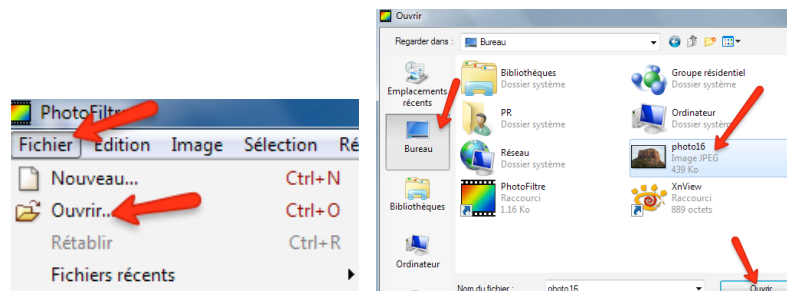 PhotoFiltre
Fichier Edition Image Sélection Ré
Nouveau... Ctrl+N
Ouvrir... Ctrl+O
Rétablir Ctrl+R
Fichiers récents
Ouvrir
Regarder dans : Bureau
Emplacements récents
Bureau
Bibliothèques
Ordinateur
Bibliothèques
Dossier système
Groupe résidentiel
Dossier système
PR
Dossier système
Ordinateur
Dossier système
Réseau
Dossier système
photo16
Image JPEG
439 Ko
PhotoFiltre
Raccourci
1.16 Ko
XnView
Raccourci
889 octets
Nom du fichier : photo16
Ouvrir